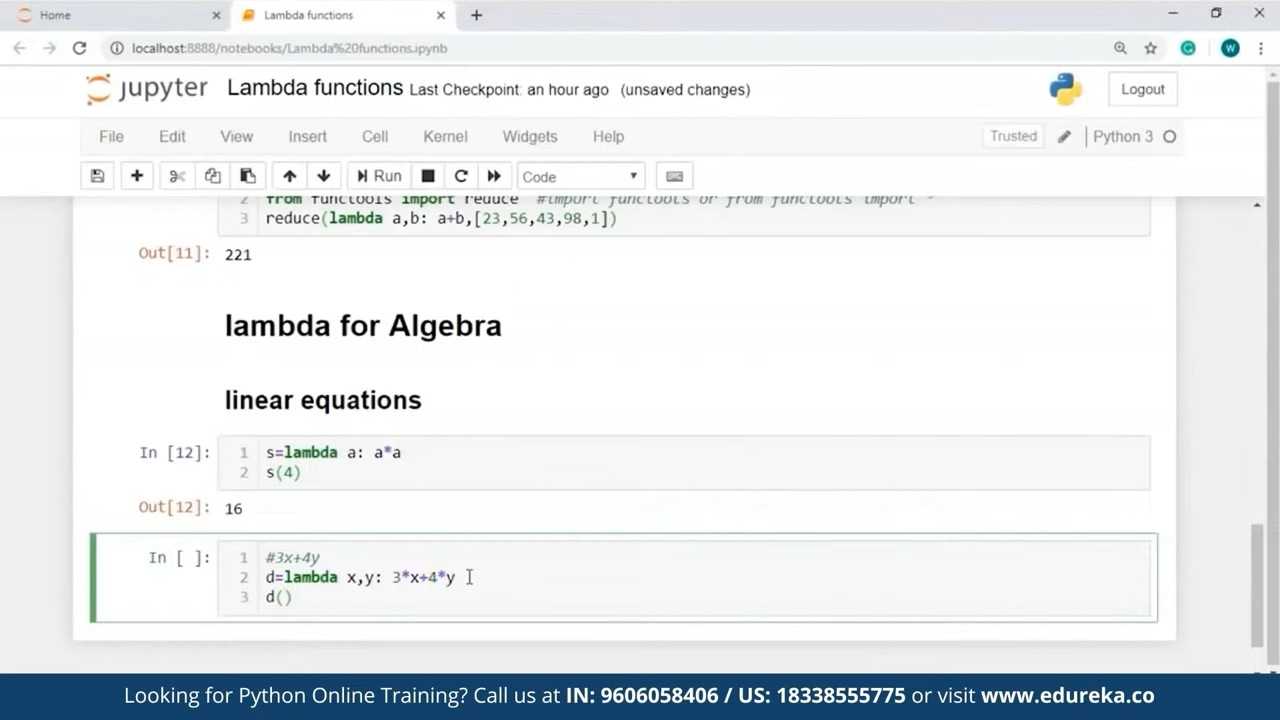 Home
Lambda functions
localhost:8888/notebooks/Lambda%20functions.ipynb
W
jupyter Lambda functions Last Checkpoint: an hour ago (unsaved changes)
Logout
File Edit View Insert Cell Kernel Widgets Help
Trusted Python 3
Run Code
2 from functools import reduce #import functools or from functools import *
3 reduce(lambda a,b: a+b,[23,56,43,98,1])
Out[11]: 221
lambda for Algebra
linear equations
In [12]: 1 s=lambda a: a*a
2 s(4)
Out[12]: 16
In [ ]: 1 #3x+4y
2 d=lambda x,y: 3*x+4*y
3 d()
Looking for Python Online Training? Call us at IN: 9606058406 / US: 18338555775 or visit www.edureka.co